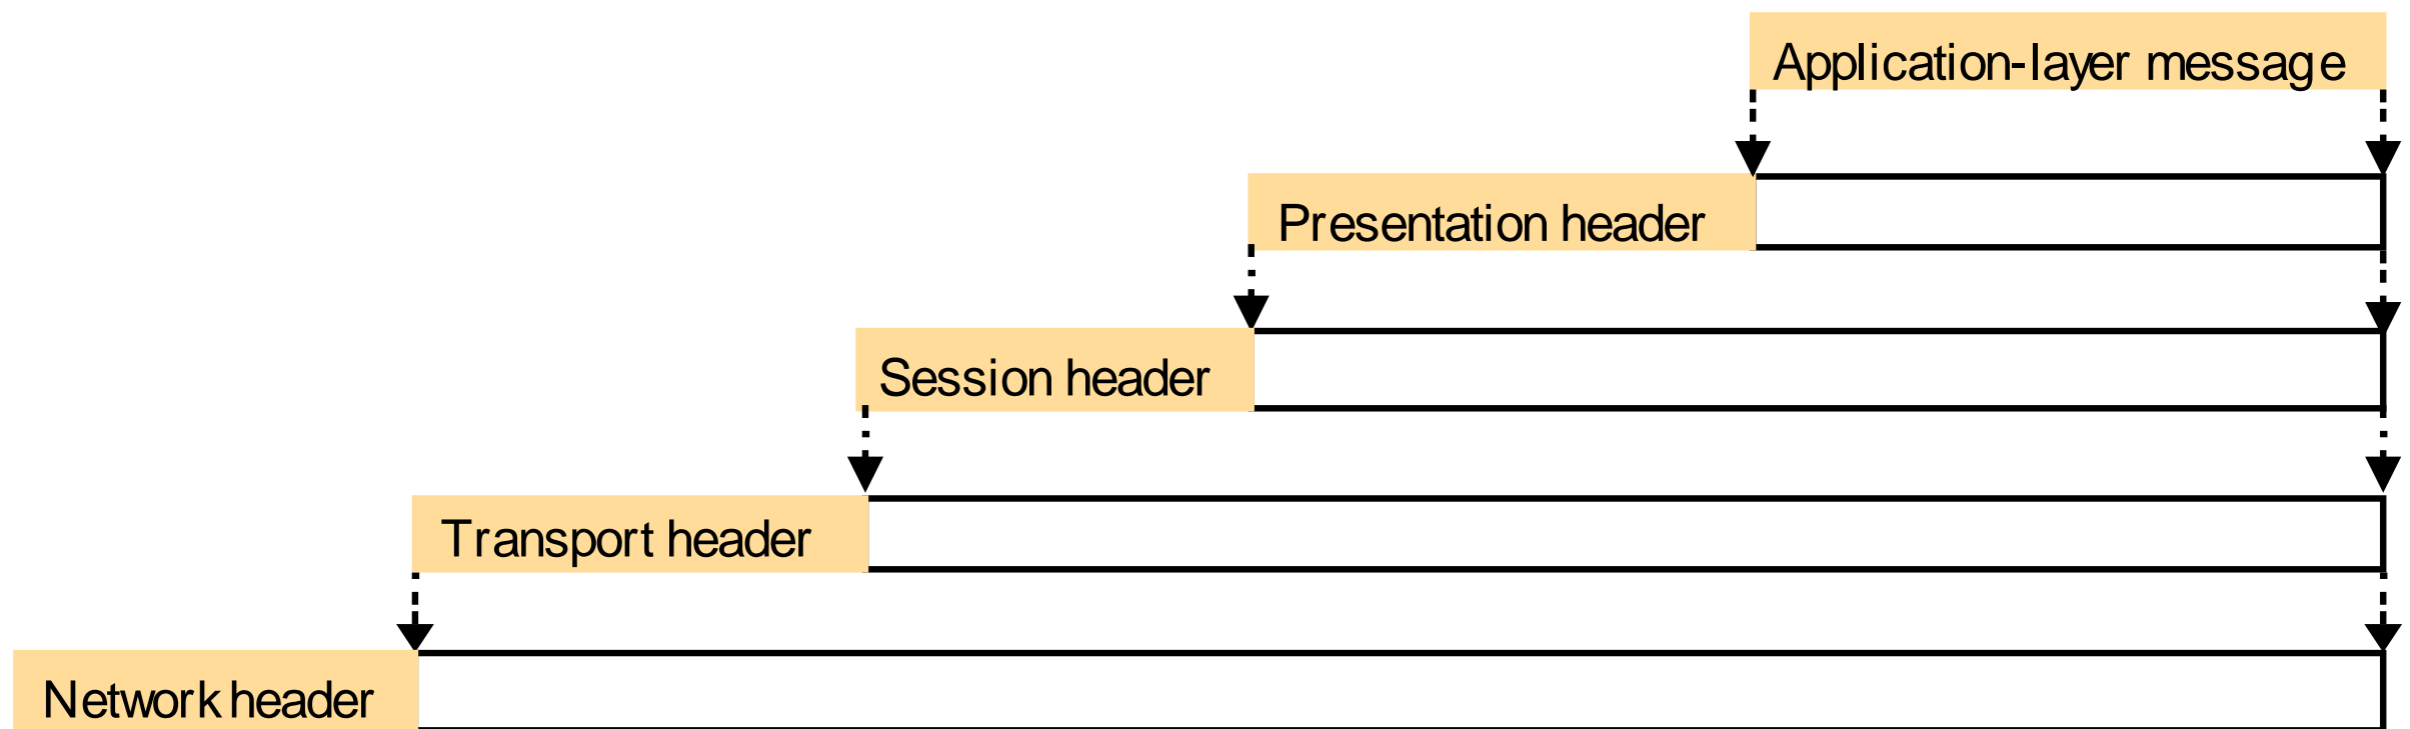 Application-layer message
Presentation header
Session header
Transport header
Network header